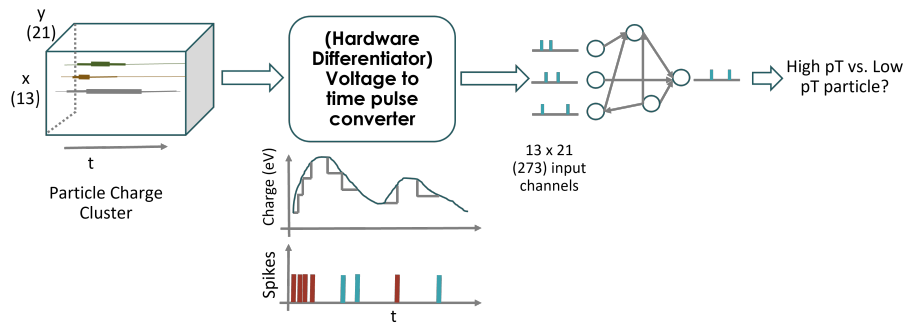 y
(21)
x
(13)
t
Particle Charge
Cluster
(Hardware
Differentiator)
Voltage to
time pulse
converter
Charge (eV)
Spikes
t
13 x 21
(273) input
channels
High pT vs. Low
pT particle?